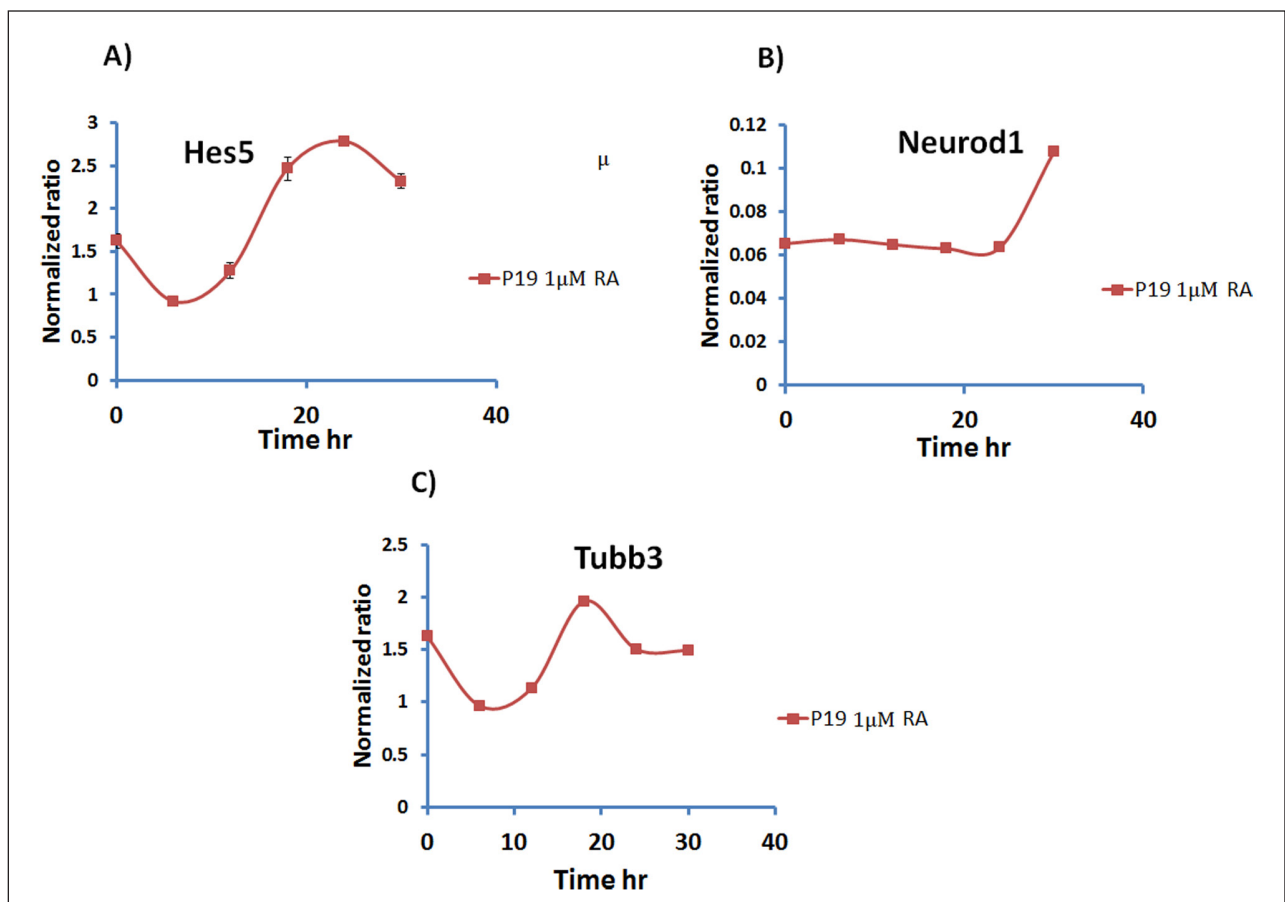 A)
Hes5
3
2.5
2
1.5
1
0.5
0
0
20
40
Normalized ratio
Time hr
P19 1μM RA
μ
B)
Neurod1
0.12
0.1
0.08
0.06
0.04
0.02
0
0
20
40
Normalized ratio
Time hr
P19 1μM RA
C)
Tubb3
2.5
2
1.5
1
0.5
0
0
10
20
30
40
Normalized ratio
Time hr
P19 1μM RA